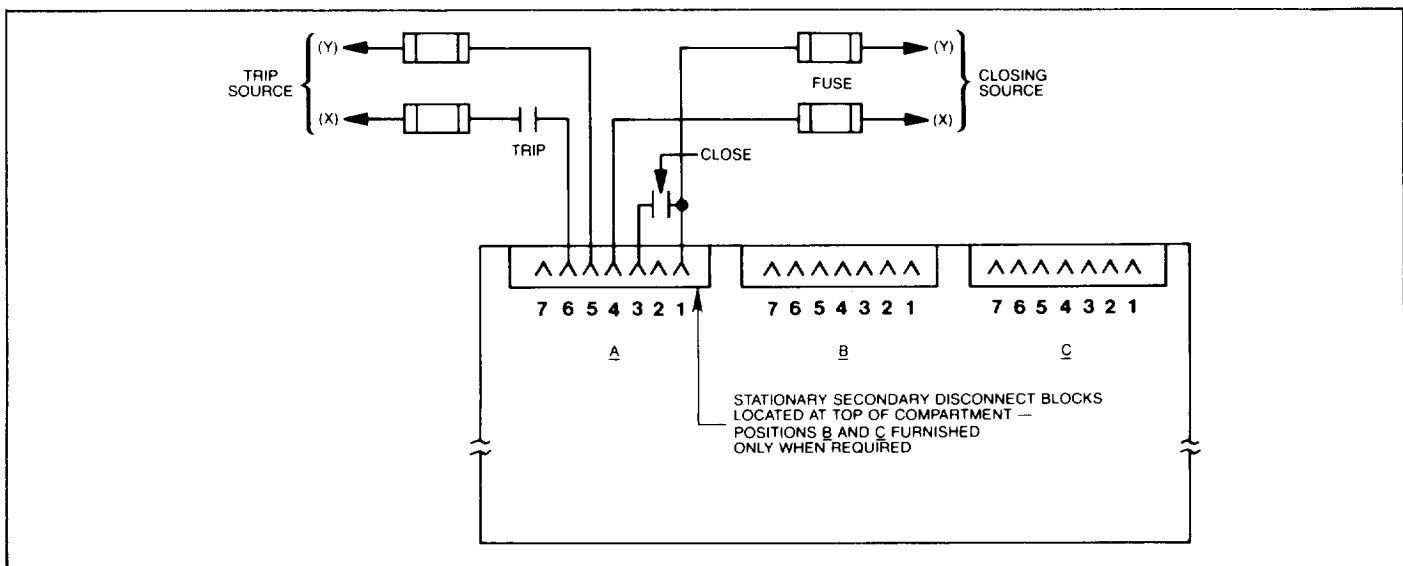 (Y)
(Y)
TRIP
SOURCE
FUSE
CLOSING
SOURCE
(X)
(X)
TRIP
CLOSE
7 6 5 4 3 2 1
7 6 5 4 3 2 1
7 6 5 4 3 2 1
A
B
C
STATIONARY SECONDARY DISCONNECT BLOCKS
LOCATED AT TOP OF COMPARTMENT —
POSITIONS B AND C FURNISHED
ONLY WHEN REQUIRED